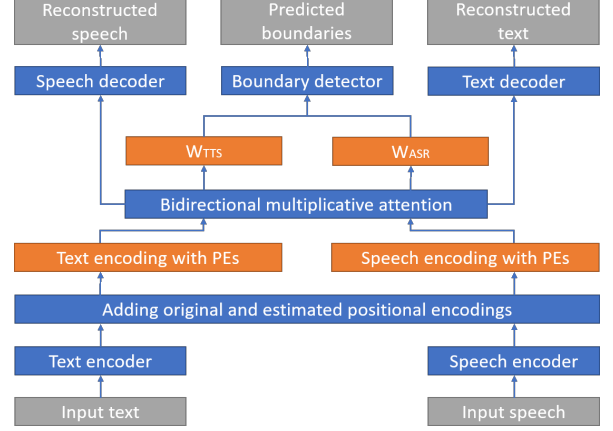 Reconstructed
speech
Predicted
boundaries
Reconstructed
text
Speech decoder
Boundary detector
Text decoder
WTTS
WASR
Bidirectional multiplicative attention
Text encoding with PEs
Speech encoding with PEs
Adding original and estimated positional encodings
Text encoder
Speech encoder
Input text
Input speech